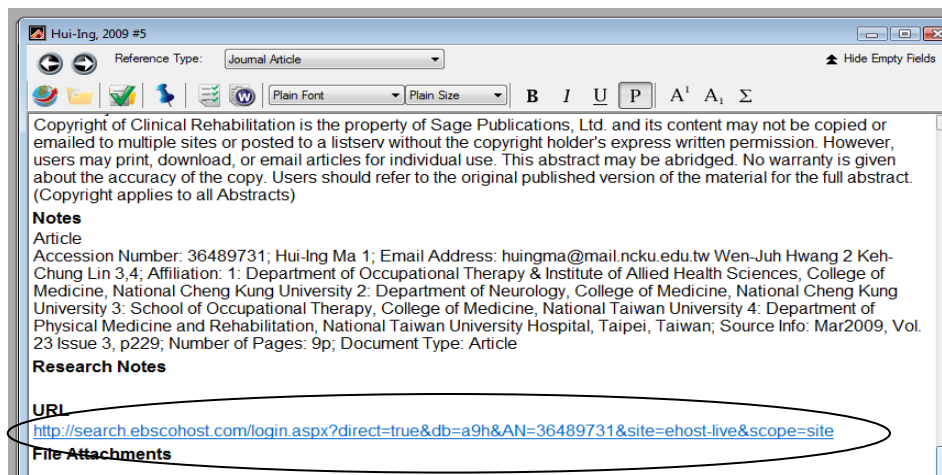 Hui-Ing, 2009 #5
Reference Type: Journal Article Hide Empty Fields
Plain Font Plain Size B I U P A¹ A₁ Σ
Copyright of Clinical Rehabilitation is the property of Sage Publications, Ltd. and its content may not be copied or
emailed to multiple sites or posted to a listserv without the copyright holder's express written permission. However,
users may print, download, or email articles for individual use. This abstract may be abridged. No warranty is given
about the accuracy of the copy. Users should refer to the original published version of the material for the full abstract.
(Copyright applies to all Abstracts)
Notes
Article
Accession Number: 36489731; Hui-Ing Ma 1; Email Address: huingma@mail.ncku.edu.tw Wen-Juh Hwang 2 Keh-
Chung Lin 3,4; Affiliation: 1: Department of Occupational Therapy & Institute of Allied Health Sciences, College of
Medicine, National Cheng Kung University 2: Department of Neurology, College of Medicine, National Cheng Kung
University 3: School of Occupational Therapy, College of Medicine, National Taiwan University 4: Department of
Physical Medicine and Rehabilitation, National Taiwan University Hospital, Taipei, Taiwan; Source Info: Mar2009, Vol.
23 Issue 3, p229; Number of Pages: 9p; Document Type: Article
Research Notes
URL
http://search.ebscohost.com/login.aspx?direct=true&db=a9h&AN=36489731&site=ehost-live&scope=site
File Attachments